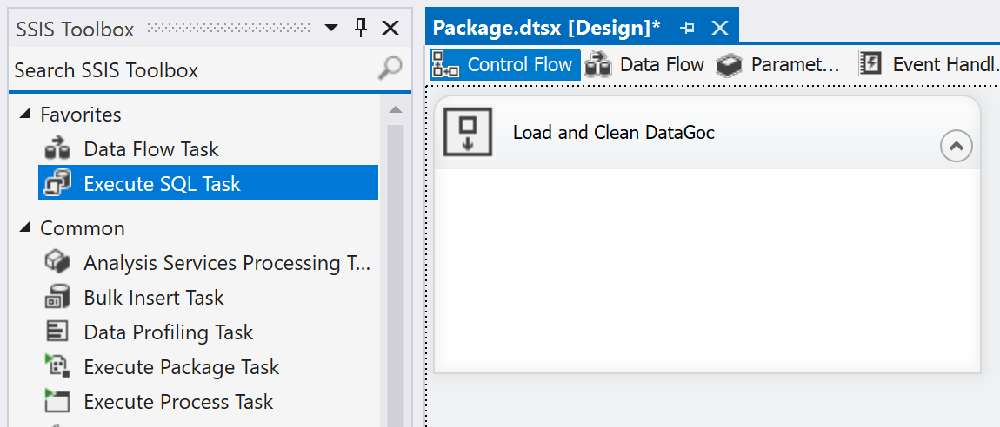 SSIS Toolbox
Search SSIS Toolbox
Favorites
Data Flow Task
Execute SQL Task
Common
Analysis Services Processing T...
Bulk Insert Task
Data Profiling Task
Execute Package Task
Execute Process Task
Package.dtsx [Design]*
Control Flow Data Flow Paramet... Event Handl.
Load and Clean DataGoc